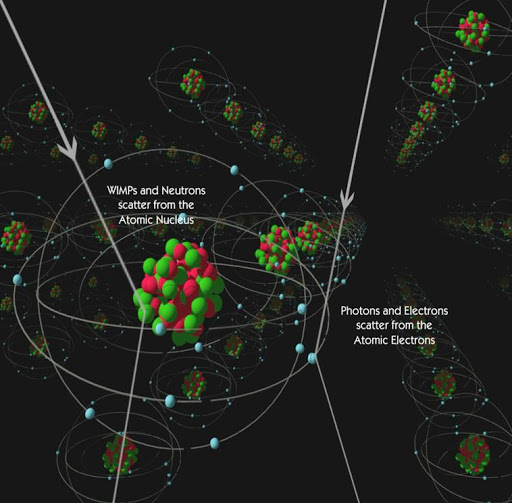 WIMPs and Neutrons
scatter from the
Atomic Nucleus
Photons and Electrons
scatter from the
Atomic Electrons